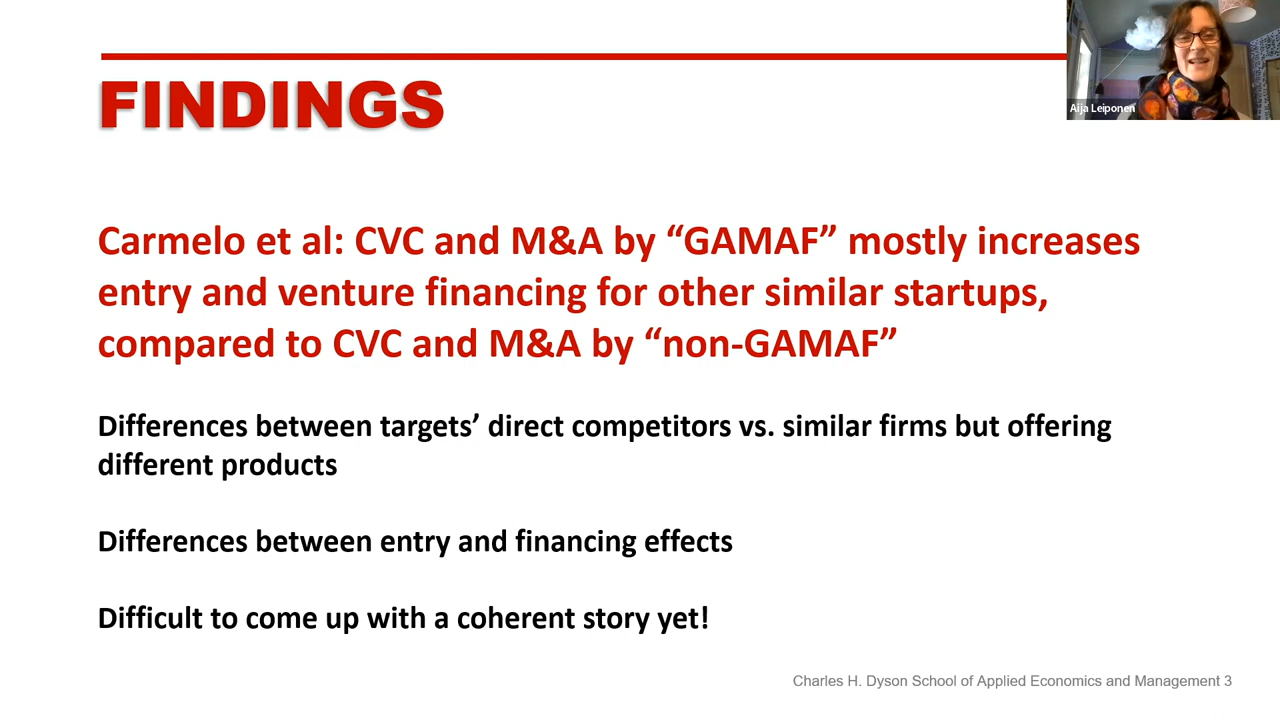 Aija Leiponen
FINDINGS
Carmelo et al: CVC and M&A by “GAMAF” mostly increases
entry and venture financing for other similar startups,
compared to CVC and M&A by “non-GAMAF”
Differences between targets’ direct competitors vs. similar firms but offering
different products
Differences between entry and financing effects
Difficult to come up with a coherent story yet!
Charles H. Dyson School of Applied Economics and Management 3